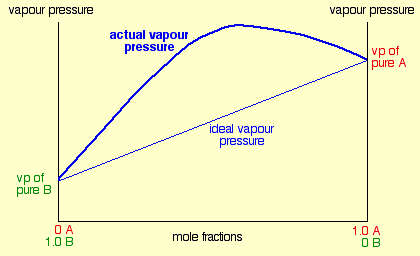 vapour pressure
vapour pressure
actual vapour
pressure
vp of
pure A
ideal vapour
pressure
vp of
pure B
0 A
1.0 B
mole fractions
1.0 A
0 B